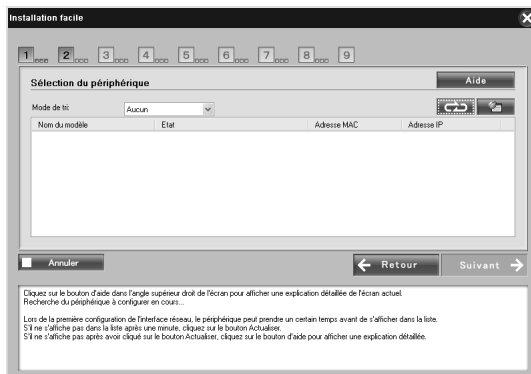 Installation facile
1 2 3 4 5 6 7 8 9
Sélection du périphérique
Aide
Mode de tri:
Aucun
Nom du modèle Etat Adresse MAC Adresse IP
Annuler
Retour
Suivant
Cliquez sur le bouton d'aide dans l'angle supérieur droit de l'écran pour afficher une explication détaillée de l'écran actuel.
Recherche du périphérique à configurer en cours...
Lors de la première configuration de l'interface réseau, le périphérique peut prendre un certain temps avant de s'afficher dans la liste.
S'il ne s'affiche pas dans la liste après une minute, cliquez sur le bouton Actualiser.
S'il ne s'affiche pas après avoir cliqué sur le bouton Actualiser, cliquez sur le bouton d'aide pour afficher une explication détaillée.